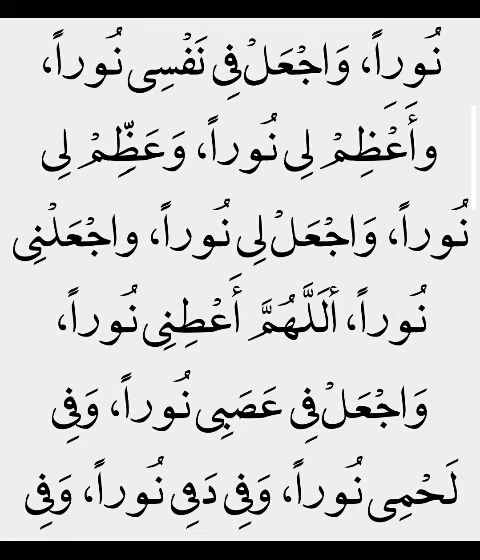 نُوراً، وَاجْعَلْ فِي نَفْسِي نُوراً،
وأَعْظِمْ لِي نُوراً، وَعَظِّمْ لِي
نُوراً، وَاجْعَلْ لِي نُوراً، واجْعَلْنِي
نُوراً، أَللَّهُمَّ أَعْطِنِي نُوراً،
وَاجْعَلْ فِي عَصَبِي نُوراً، وَفِي
لَحْمِي نُوراً، وَفِي دَمِي نُوراً، وَفِي